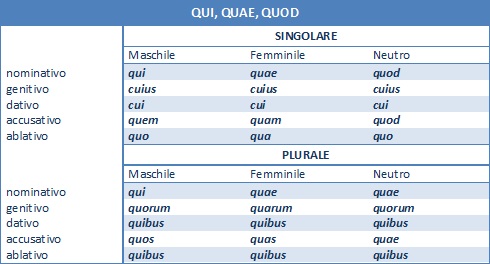 QUI, QUAE, QUOD
SINGOLARE
Maschile Femminile Neutro
nominativo qui quae quod
genitivo cuius cuius cuius
dativo cui cui cui
accusativo quem quam quod
ablativo quo qua quo
PLURALE
Maschile Femminile Neutro
nominativo qui quae quae
genitivo quorum quarum quorum
dativo quibus quibus quibus
accusativo quos quas quae
ablativo quibus quibus quibus